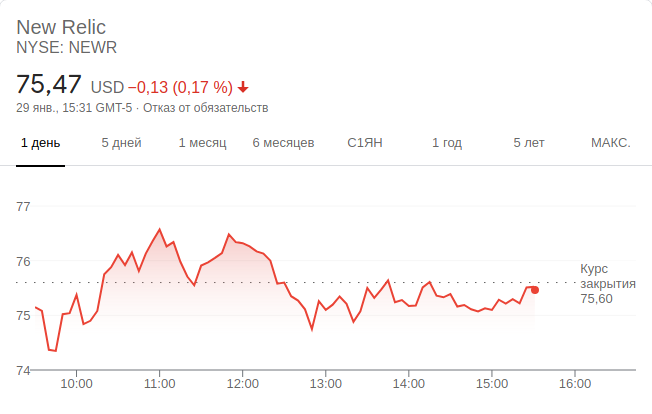 New Relic
NYSE: NEWR
75,47 USD −0,13 (0,17 %)
29 янв., 15:31 GMT-5 · Отказ от обязательств
1 день 5 дней 1 месяц 6 месяцев С1ЯН 1 год 5 лет МАКС.
77
76
75
74
Курс
закрытия
75,60
10:00 11:00 12:00 13:00 14:00 15:00 16:00